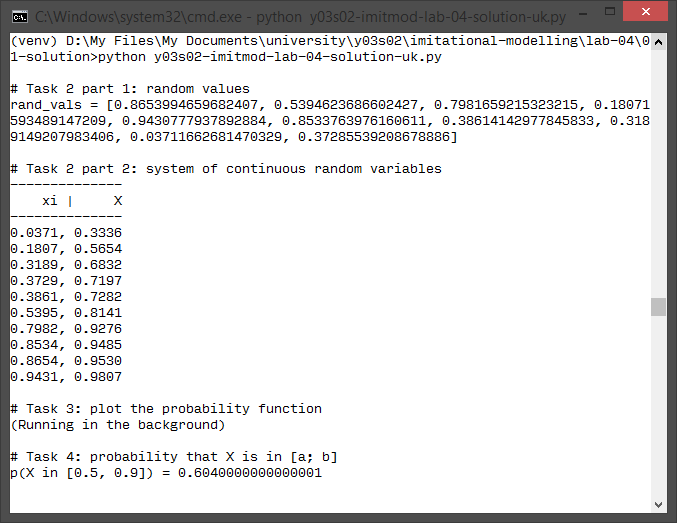 C:\Windows\system32\cmd.exe - python  y03s02-imitmod-lab-04-solution-uk.py
(venv) D:\My Files\My Documents\university\y03s02\imitational-modelling\lab-04\0
1-solution>python y03s02-imitmod-lab-04-solution-uk.py
# Task 2 part 1: random values
rand_vals = [0.8653994659682407, 0.5394623686602427, 0.7981659215323215, 0.18071
593489147209, 0.9430777937892884, 0.8533763976160611, 0.38614142977845833, 0.318
9149207983406, 0.03711662681470329, 0.37285539208678886]
# Task 2 part 2: system of continuous random variables
--------------
    xi |     X
--------------
0.0371, 0.3336
0.1807, 0.5654
0.3189, 0.6832
0.3729, 0.7197
0.3861, 0.7282
0.5395, 0.8141
0.7982, 0.9276
0.8534, 0.9485
0.8654, 0.9530
0.9431, 0.9807
# Task 3: plot the probability function
(Running in the background)
# Task 4: probability that X is in [a; b]
p(X in [0.5, 0.9]) = 0.6040000000000001